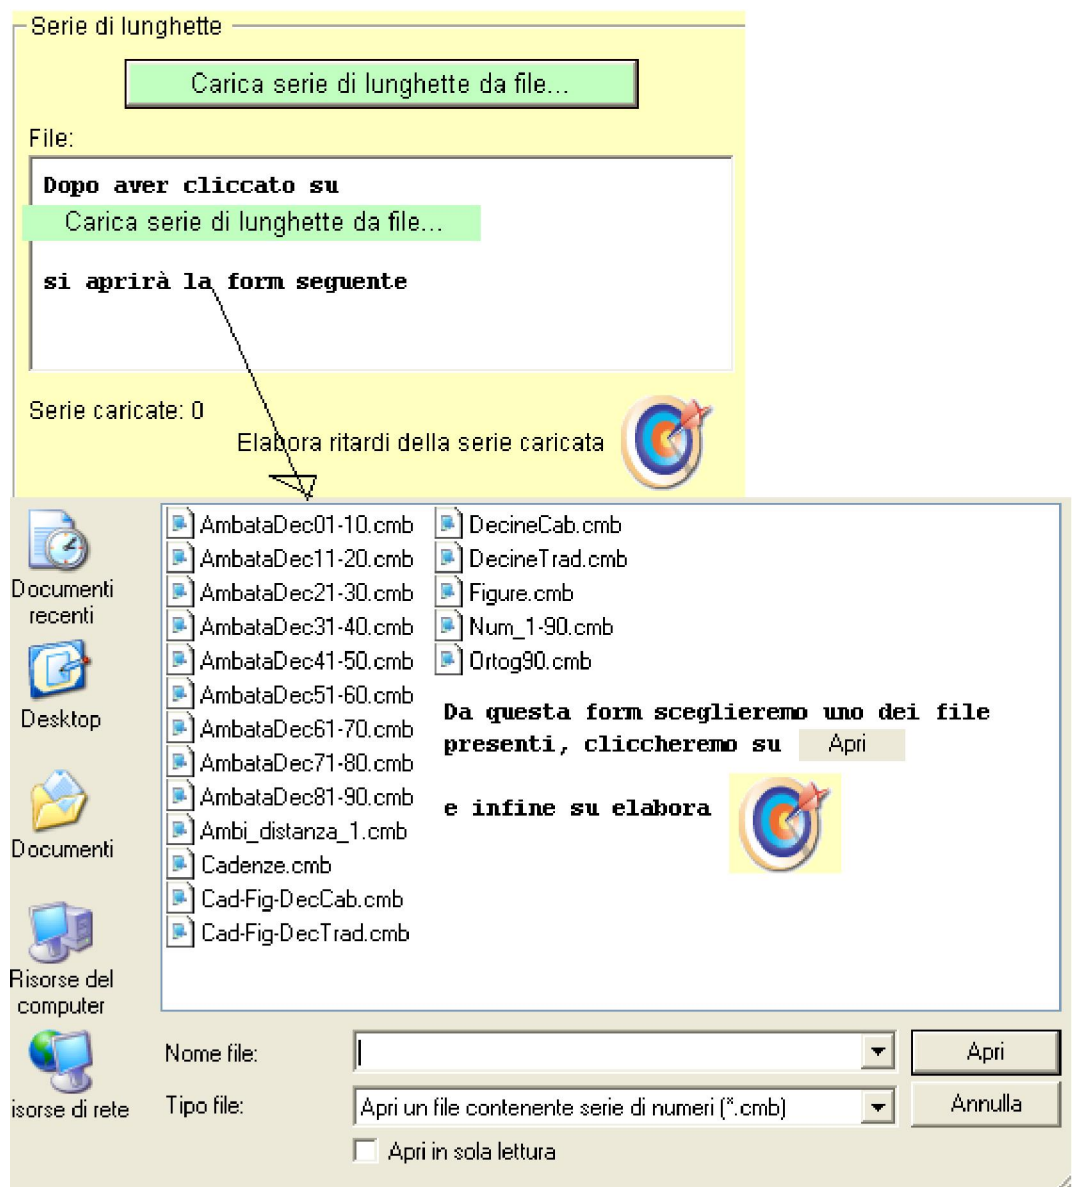 Serie di lunghette
Carica serie di lunghette da file...
File:
Dopo aver cliccato su
Carica serie di lunghette da file...
si aprirà la form seguente
Serie caricate: 0
Elabora ritardi della serie caricata
Documenti
recenti
Desktop
Documenti
Risorse del
computer
isorse di rete
AmbataDec01-10.cmb
AmbataDec11-20.cmb
AmbataDec21-30.cmb
AmbataDec31-40.cmb
AmbataDec41-50.cmb
AmbataDec51-60.cmb
AmbataDec61-70.cmb
AmbataDec71-80.cmb
AmbataDec81-90.cmb
Ambi_distanza_1.cmb
Cadenze.cmb
Cad-Fig-DecCab.cmb
Cad-Fig-DecTrad.cmb
DecineCab.cmb
DecineTrad.cmb
Figure.cmb
Num_1-90.cmb
Ortog90.cmb
Da questa form sceglieremo uno dei file
presenti, cliccheremo su Apri
e infine su elabora
Nome file:
Apri
Tipo file:
Apri un file contenente serie di numeri (*.cmb)
Annulla
Apri in sola lettura